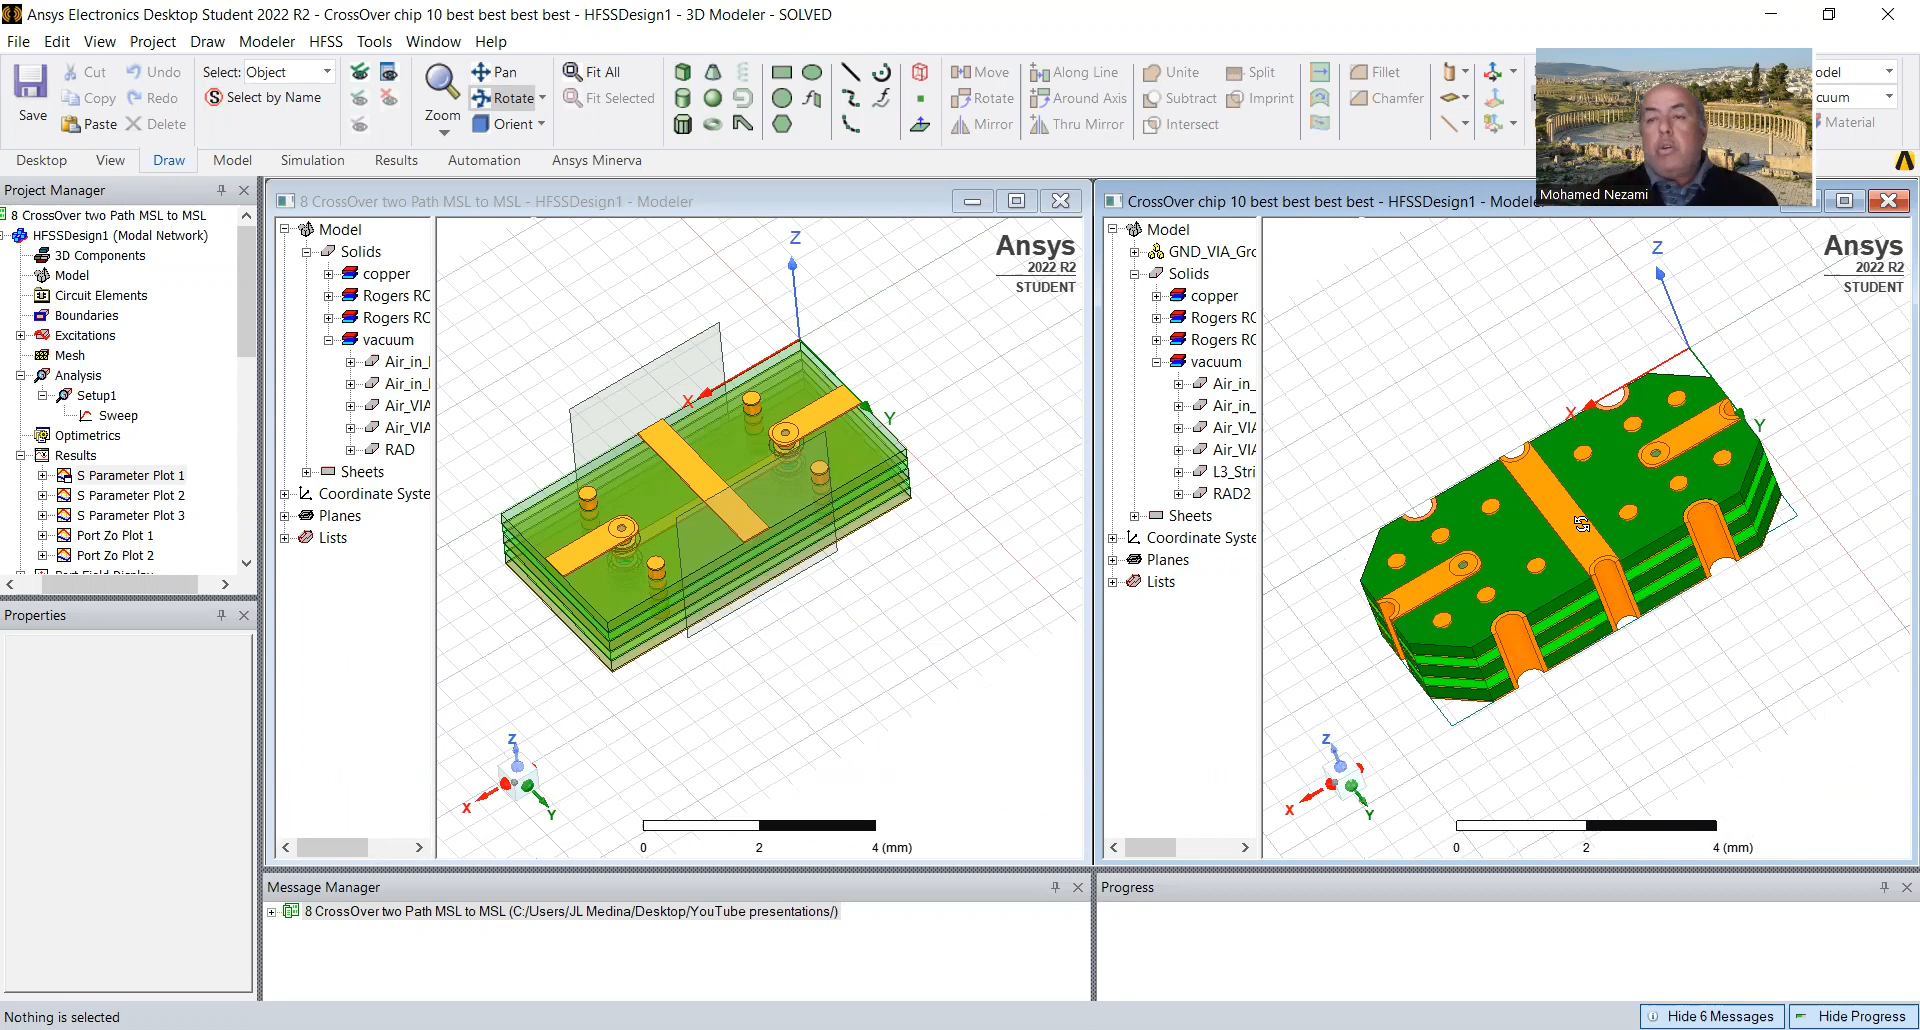 Ansys Electronics Desktop Student 2022 R2 - CrossOver chip 10 best best best best - HFSSDesign1 - 3D Modeler - SOLVED
File Edit View Project Draw Modeler HFSS Tools Window Help
Save
Cut
Copy
Paste
Undo
Redo
Delete
Select: Object
Select by Name
Zoom
Pan
Rotate
Orient
Fit All
Fit Selected
Move
Rotate
Mirror
Along Line
Around Axis
Thru Mirror
Unite
Subtract
Intersect
Split
Imprint
Fillet
Chamfer
odel
cuum
Material
Mohamed Nezami
Desktop View Draw Model Simulation Results Automation Ansys Minerva
Project Manager
8 CrossOver two Path MSL to MSL
HFSSDesign1 (Modal Network)
3D Components
Model
Circuit Elements
Boundaries
Excitations
Mesh
Analysis
Setup1
Sweep
Optimetrics
Results
S Parameter Plot 1
S Parameter Plot 2
S Parameter Plot 3
Port Zo Plot 1
Port Zo Plot 2
Properties
8 CrossOver two Path MSL to MSL - HFSSDesign1 - Modeler
Model
Solids
copper
Rogers RC
Rogers RC
vacuum
Air_in_
Air_in_
Air_VIA
Air_VIA
RAD
Sheets
Coordinate Syste
Planes
Lists
Ansys
2022 R2
STUDENT
Z
X
Y
Z
X
Y
0 2 4 (mm)
CrossOver chip 10 best best best best - HFSSDesign1 - Modele
Model
GND_VIA_Gro
Solids
copper
Rogers RC
Rogers RC
vacuum
Air_in_
Air_in_
Air_VIA
Air_VIA
L3_Stri
RAD2
Sheets
Coordinate Syste
Planes
Lists
Ansys
2022 R2
STUDENT
Z
X
Y
Z
X
Y
0 2 4 (mm)
Message Manager
8 CrossOver two Path MSL to MSL (C:/Users/JL Medina/Desktop/YouTube presentations/)
Progress
Nothing is selected
Hide 6 Messages
Hide Progress